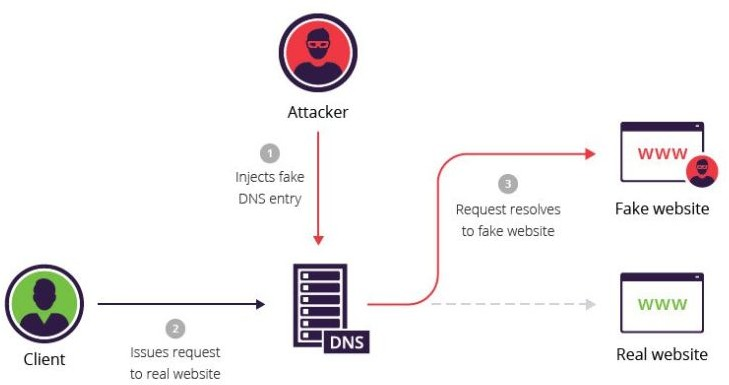 Attacker
1
Injects fake
DNS entry
www
3
Request resolves
to fake website
Fake website
DNS
www
Client
2
Issues request
to real website
Real website